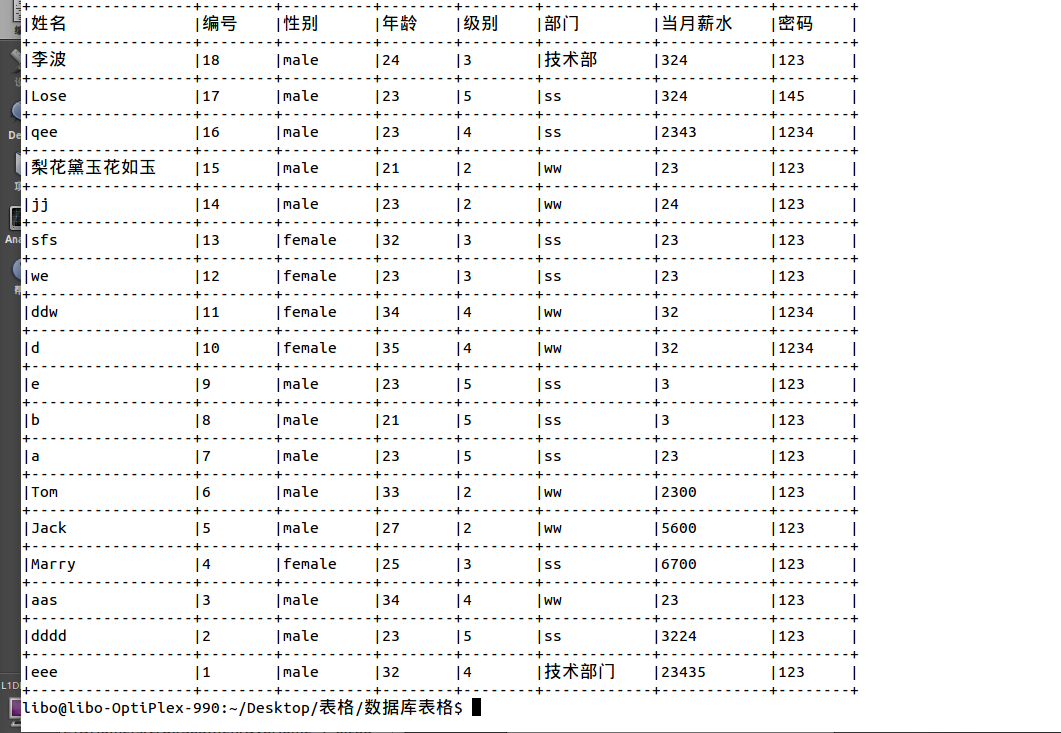 +------------------+--------+----------+--------+--------+------------+------------+--------+
|姓名 |编号 |性别 |年龄 |级别 |部门 |当月薪水 |密码 |
+------------------+--------+----------+--------+--------+------------+------------+--------+
|李波 |18 |male |24 |3 |技术部 |324 |123 |
+------------------+--------+----------+--------+--------+------------+------------+--------+
|Lose |17 |male |23 |5 |ss |324 |145 |
+------------------+--------+----------+--------+--------+------------+------------+--------+
|qee |16 |male |23 |4 |ss |2343 |1234 |
+------------------+--------+----------+--------+--------+------------+------------+--------+
|梨花黛玉花如玉 |15 |male |21 |2 |ww |23 |123 |
+------------------+--------+----------+--------+--------+------------+------------+--------+
|jj |14 |male |23 |2 |ww |24 |123 |
+------------------+--------+----------+--------+--------+------------+------------+--------+
|sfs |13 |female |32 |3 |ss |23 |123 |
+------------------+--------+----------+--------+--------+------------+------------+--------+
|we |12 |female |23 |3 |ss |23 |123 |
+------------------+--------+----------+--------+--------+------------+------------+--------+
|ddw |11 |female |34 |4 |ww |32 |1234 |
+------------------+--------+----------+--------+--------+------------+------------+--------+
|d |10 |female |35 |4 |ww |32 |1234 |
+------------------+--------+----------+--------+--------+------------+------------+--------+
|e |9 |male |23 |5 |ss |3 |123 |
+------------------+--------+----------+--------+--------+------------+------------+--------+
|b |8 |male |21 |5 |ss |3 |123 |
+------------------+--------+----------+--------+--------+------------+------------+--------+
|a |7 |male |23 |5 |ss |23 |123 |
+------------------+--------+----------+--------+--------+------------+------------+--------+
|Tom |6 |male |33 |2 |ww |2300 |123 |
+------------------+--------+----------+--------+--------+------------+------------+--------+
|Jack |5 |male |27 |2 |ww |5600 |123 |
+------------------+--------+----------+--------+--------+------------+------------+--------+
|Marry |4 |female |25 |3 |ss |6700 |123 |
+------------------+--------+----------+--------+--------+------------+------------+--------+
|aas |3 |male |34 |4 |ww |23 |123 |
+------------------+--------+----------+--------+--------+------------+------------+--------+
|dddd |2 |male |23 |5 |ss |3224 |123 |
+------------------+--------+----------+--------+--------+------------+------------+--------+
|eee |1 |male |32 |4 |技术部门 |23435 |123 |
+------------------+--------+----------+--------+--------+------------+------------+--------+
libo@libo-OptiPlex-990:~/Desktop/表格/数据库表格$